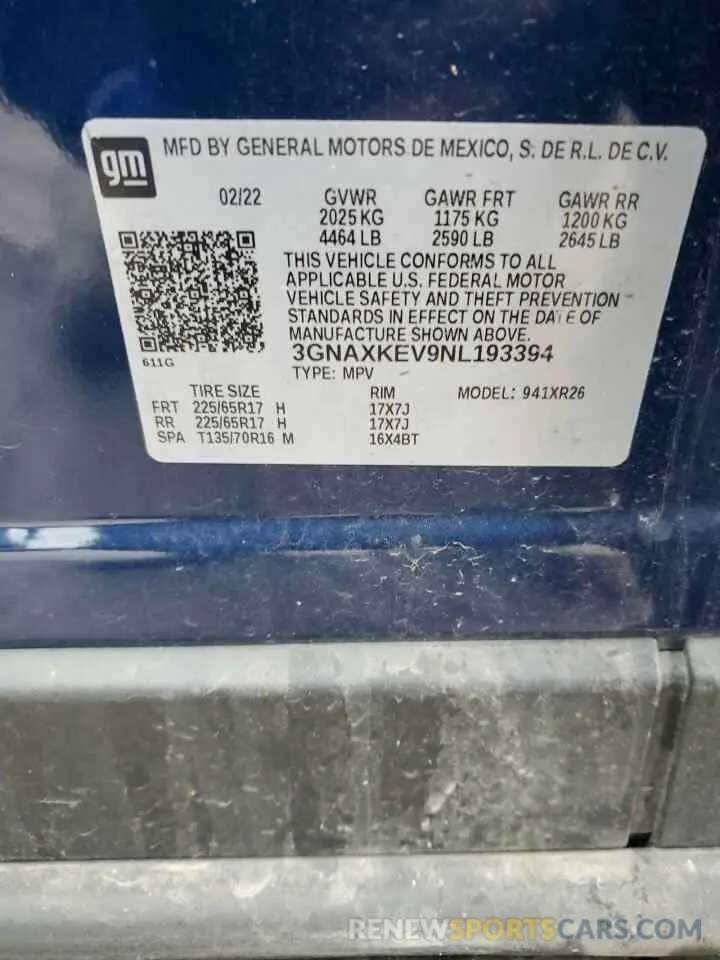 gm
MFD BY GENERAL MOTORS DE MEXICO, S. DE R.L. DE C.V.
02/22 GVWR GAWR FRT GAWR RR
2025 KG 1175 KG 1200 KG
4464 LB 2590 LB 2645 LB
THIS VEHICLE CONFORMS TO ALL
APPLICABLE U.S. FEDERAL MOTOR
VEHICLE SAFETY AND THEFT PREVENTION
STANDARDS IN EFFECT ON THE DATE OF
MANUFACTURE SHOWN ABOVE.
611G
3GNAXKEV9NL193394
TYPE: MPV
TIRE SIZE RIM MODEL: 941XR26
FRT 225/65R17 H 17X7J
RR 225/65R17 H 17X7J
SPA T135/70R16 M 16X4BT
RENEWSPORTSCARS.COM